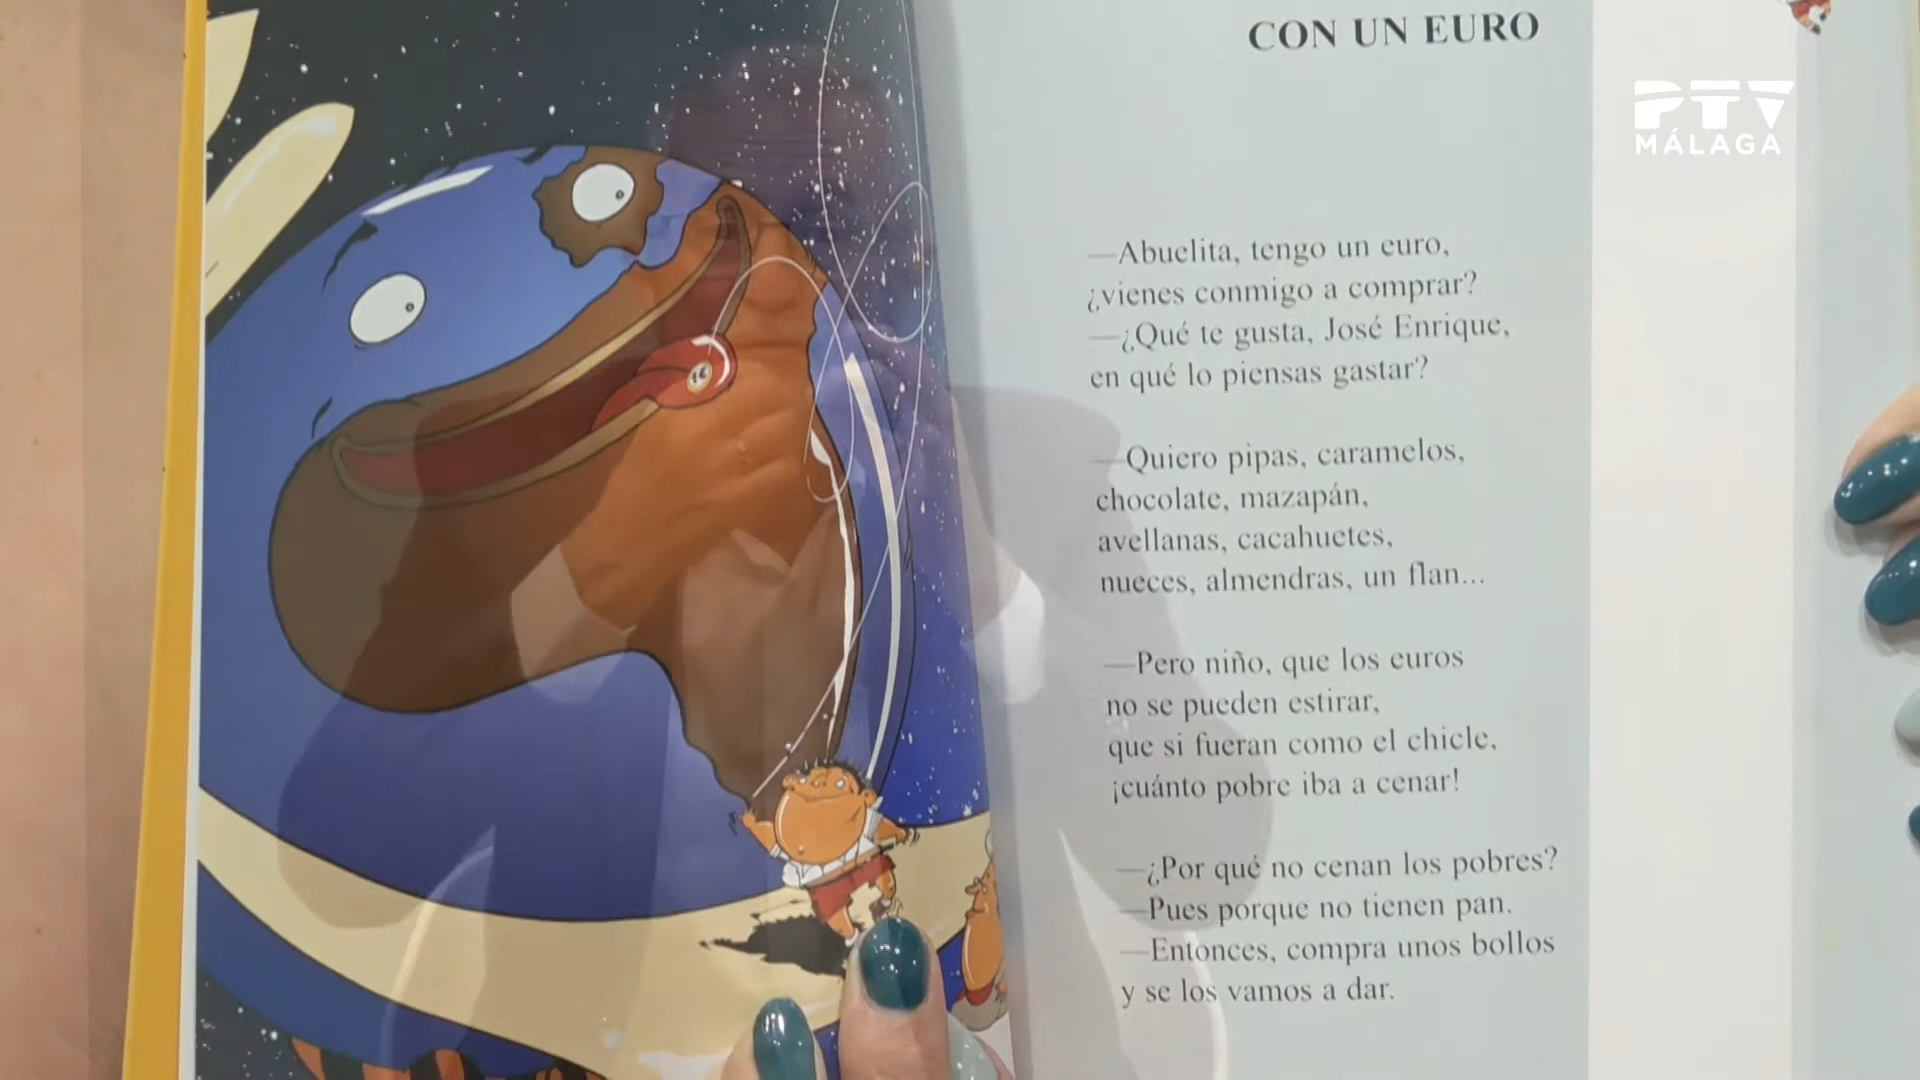 CON UN EURO
PTV
MÁLAGA
—Abuelita, tengo un euro,
¿vienes conmigo a comprar?
—¿Qué te gusta, José Enrique,
en qué lo piensas gastar?
—Quiero pipas, caramelos,
chocolate, mazapán,
avellanas, cacahuetes,
nueces, almendras, un flan...
—Pero niño, que los euros
no se pueden estirar,
que si fueran como el chicle,
¡cuánto pobre iba a cenar!
—¿Por qué no cenan los pobres?
—Pues porque no tienen pan.
—Entonces, compra unos bollos
y se los vamos a dar.